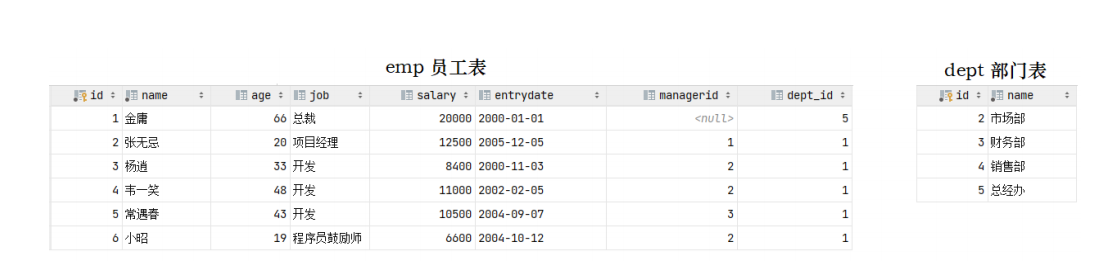 emp 员工表
dept 部门表
id name age job salary entrydate managerid dept_id
1 金庸 66 总裁 20000 2000-01-01 <null> 5
2 张无忌 20 项目经理 12500 2005-12-05 1 1
3 杨逍 33 开发 8400 2000-11-03 2 1
4 韦一笑 48 开发 11000 2002-02-05 2 1
5 常遇春 43 开发 10500 2004-09-07 3 1
6 小昭 19 程序员鼓励师 6600 2004-10-12 2 1
id name
2 市场部
3 财务部
4 销售部
5 总经办